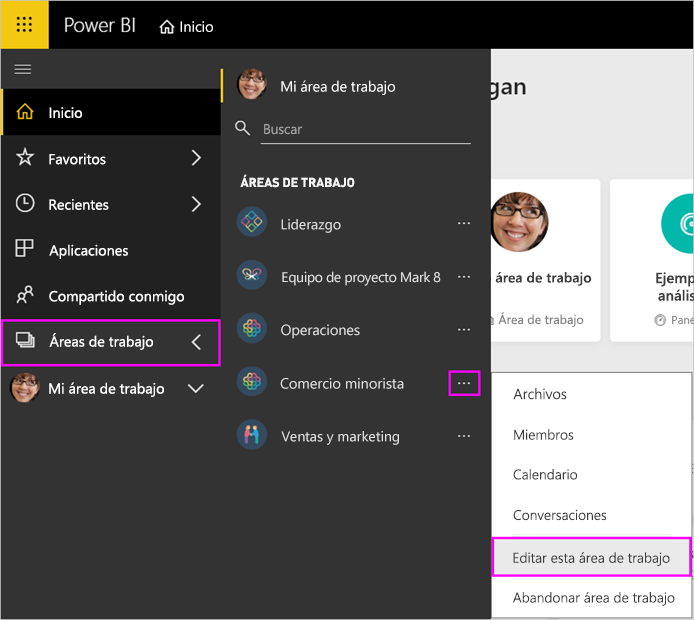 Power BI Inicio
Inicio
Favoritos
Recientes
Aplicaciones
Compartido conmigo
Áreas de trabajo
Mi área de trabajo
Mi área de trabajo
Buscar
ÁREAS DE TRABAJO
Liderazgo ...
Equipo de proyecto Mark 8 ...
Operaciones ...
Comercio minorista ...
Ventas y marketing ...
gan
área de trabajo
Área de trabajo
Ejemp
anális
Pane
Archivos
Miembros
Calendario
Conversaciones
Editar esta área de trabajo
Abandonar área de trabajo